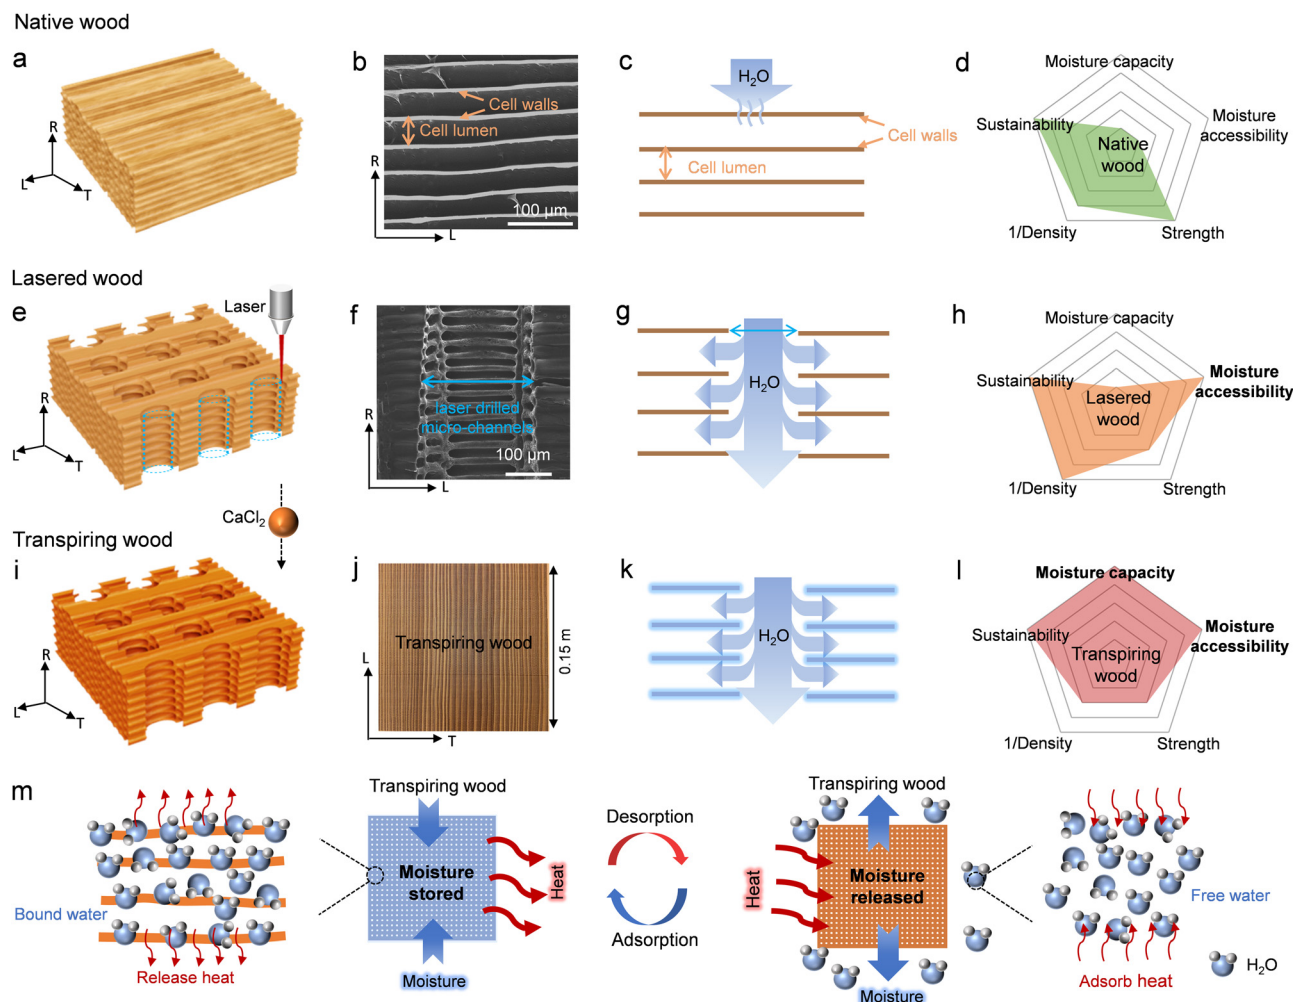 Native wood
a
R
L
T
b
Cell walls
Cell lumen
R
100 μm
L
c
H2O
Cell walls
Cell lumen
d
Moisture capacity
Sustainability
Moisture
accessibility
Native
wood
1/Density
Strength
Lasered wood
e
Laser
R
L
T
f
laser drilled
micro-channels
R
100 μm
L
g
H2O
h
Moisture capacity
Sustainability
Moisture
accessibility
Lasered
wood
1/Density
Strength
CaCl2
Transpiring wood
i
R
L
T
j
Transpiring wood
0.15 m
L
T
k
H2O
l
Moisture capacity
Sustainability
Moisture
accessibility
Transpiring
wood
1/Density
Strength
m
Bound water
Release heat
Transpiring wood
Moisture
stored
Heat
Moisture
Desorption
Adsorption
Transpiring wood
Heat
Moisture
released
Moisture
Free water
Adsorb heat
H2O